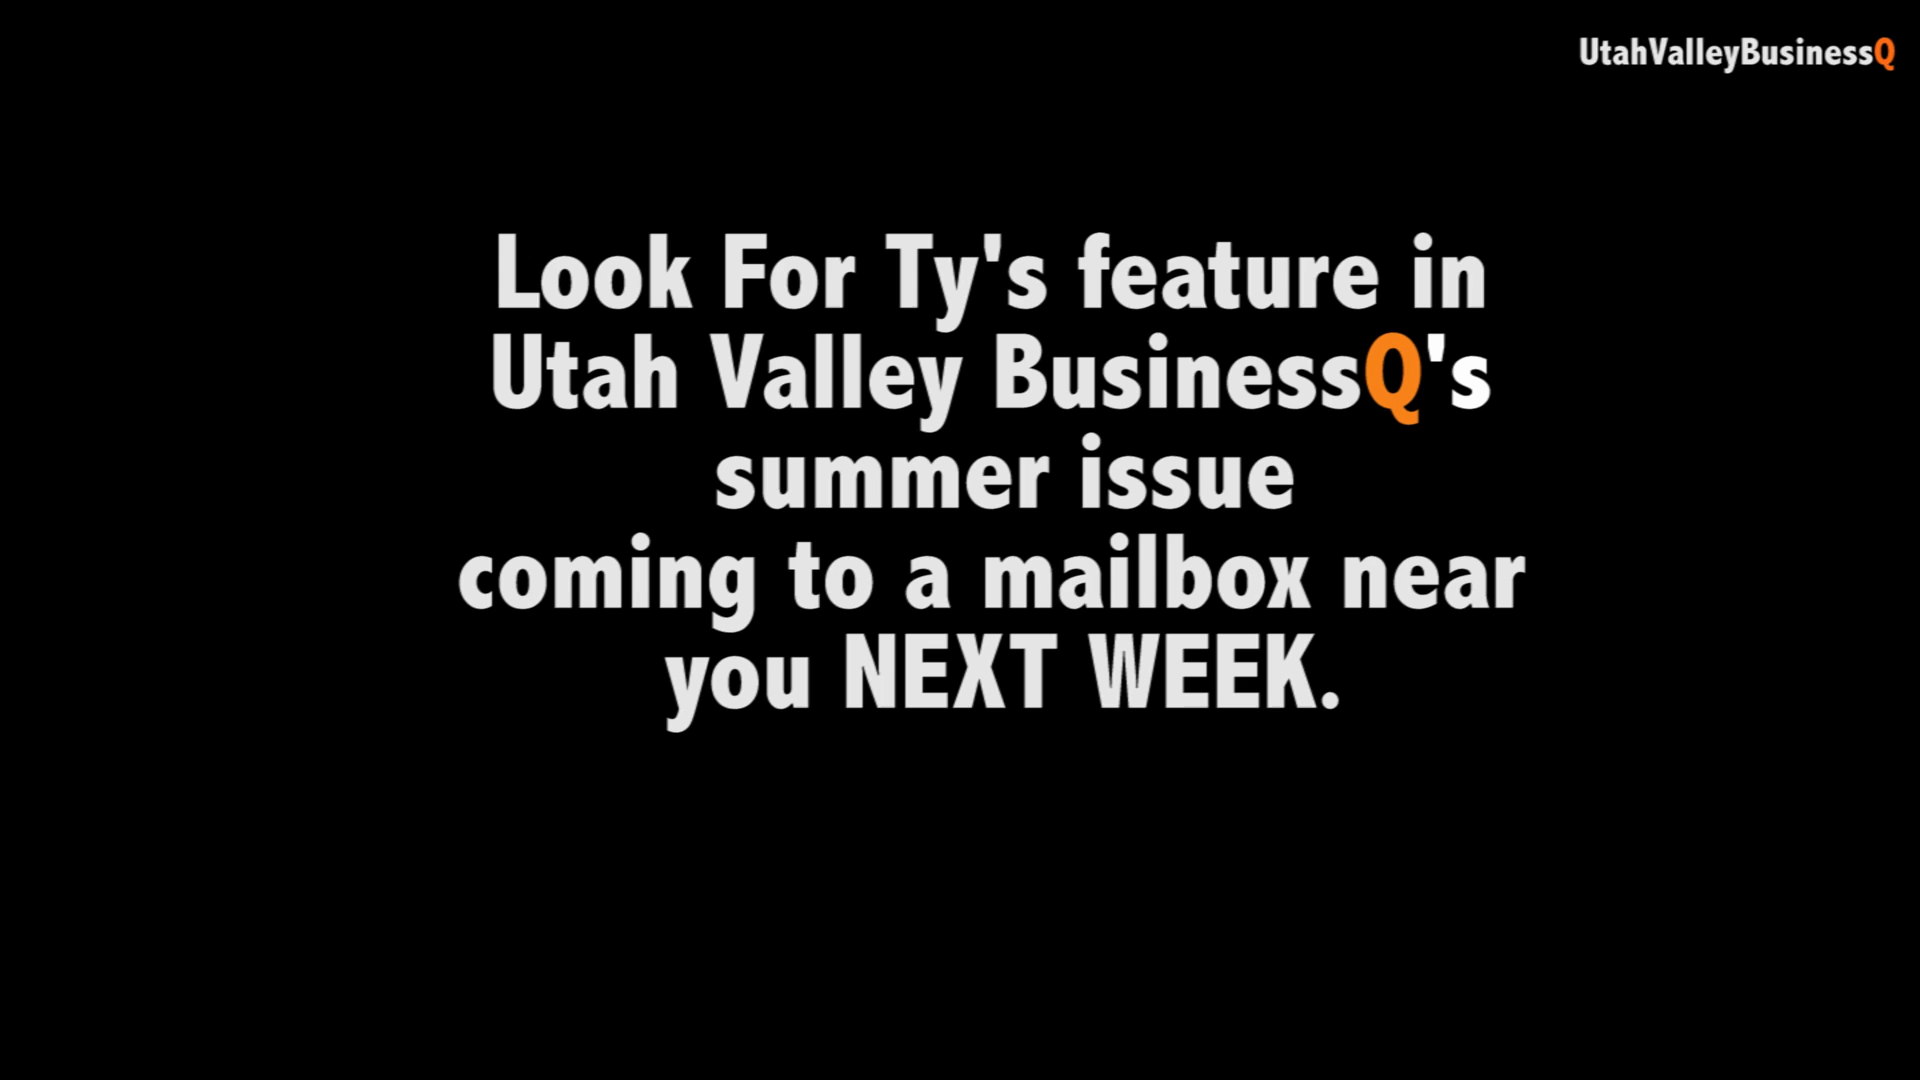 UtahValleyBusinessQ
Look For Ty's feature in
Utah Valley BusinessQ's
summer issue
coming to a mailbox near
you NEXT WEEK.